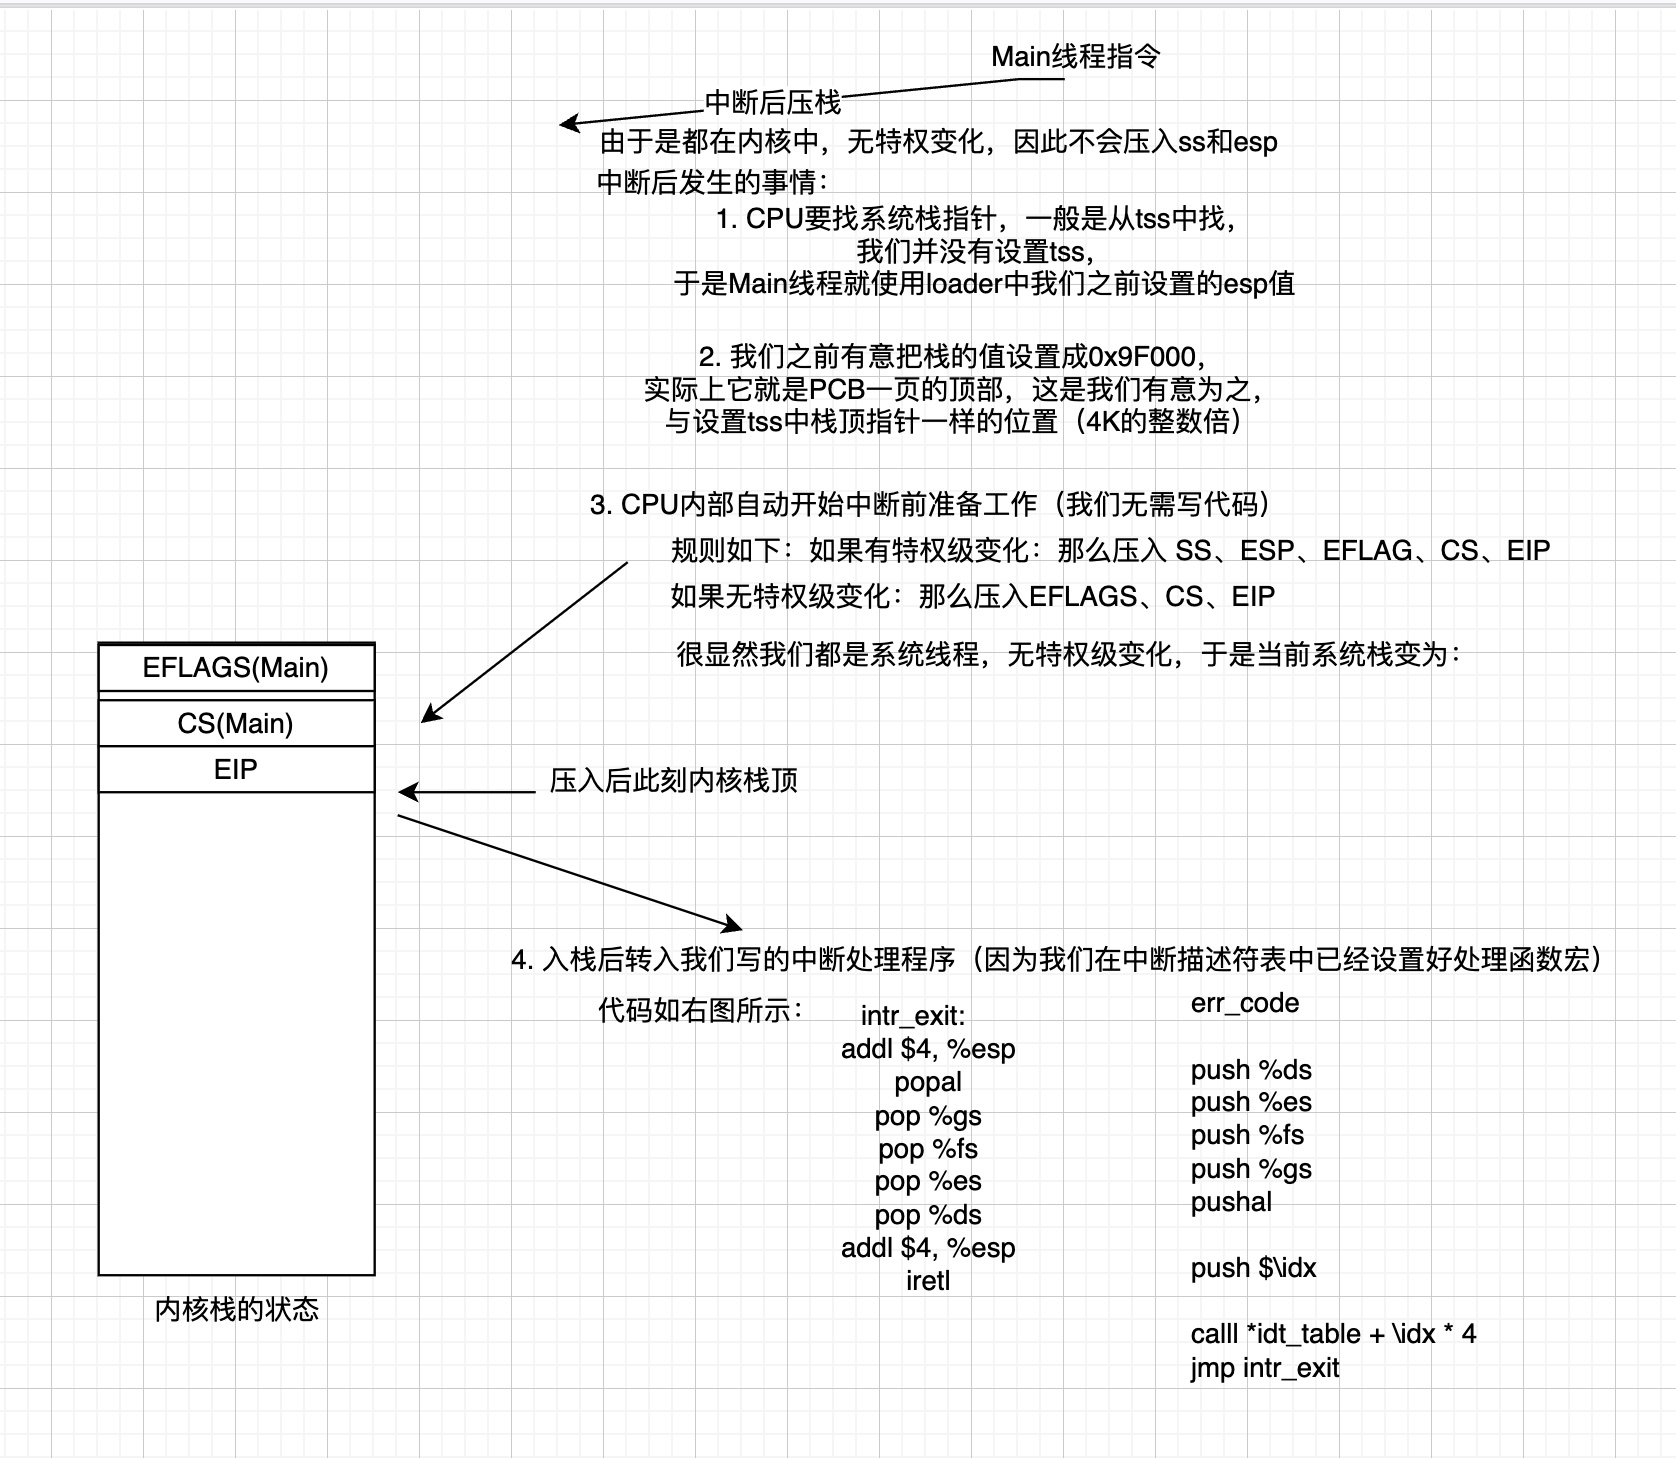 Main线程指令
中断后压栈
由于是都在内核中，无特权变化，因此不会压入ss和esp
中断后发生的事情：
1. CPU要找系统栈指针，一般是从tss中找，
我们并没有设置tss，
于是Main线程就使用loader中我们之前设置的esp值
2. 我们之前有意把栈的值设置成0x9F000，
实际上它就是PCB一页的顶部，这是我们有意为之，
与设置tss中栈顶指针一样的位置（4K的整数倍）
3. CPU内部自动开始中断前准备工作（我们无需写代码）
规则如下：如果有特权级变化：那么压入 SS、ESP、EFLAG、CS、EIP
如果无特权级变化：那么压入EFLAGS、CS、EIP
很显然我们都是系统线程，无特权级变化，于是当前系统栈变为：
EFLAGS(Main)
CS(Main)
EIP
压入后此刻内核栈顶
内核栈的状态
4. 入栈后转入我们写的中断处理程序（因为我们在中断描述符表中已经设置好处理函数宏）
代码如右图所示：
intr_exit:
addl $4, %esp
popal
pop %gs
pop %fs
pop %es
pop %ds
addl $4, %esp
iretl
err_code
push %ds
push %es
push %fs
push %gs
pushal
push $\idx
calll *idt_table + \idx * 4
jmp intr_exit